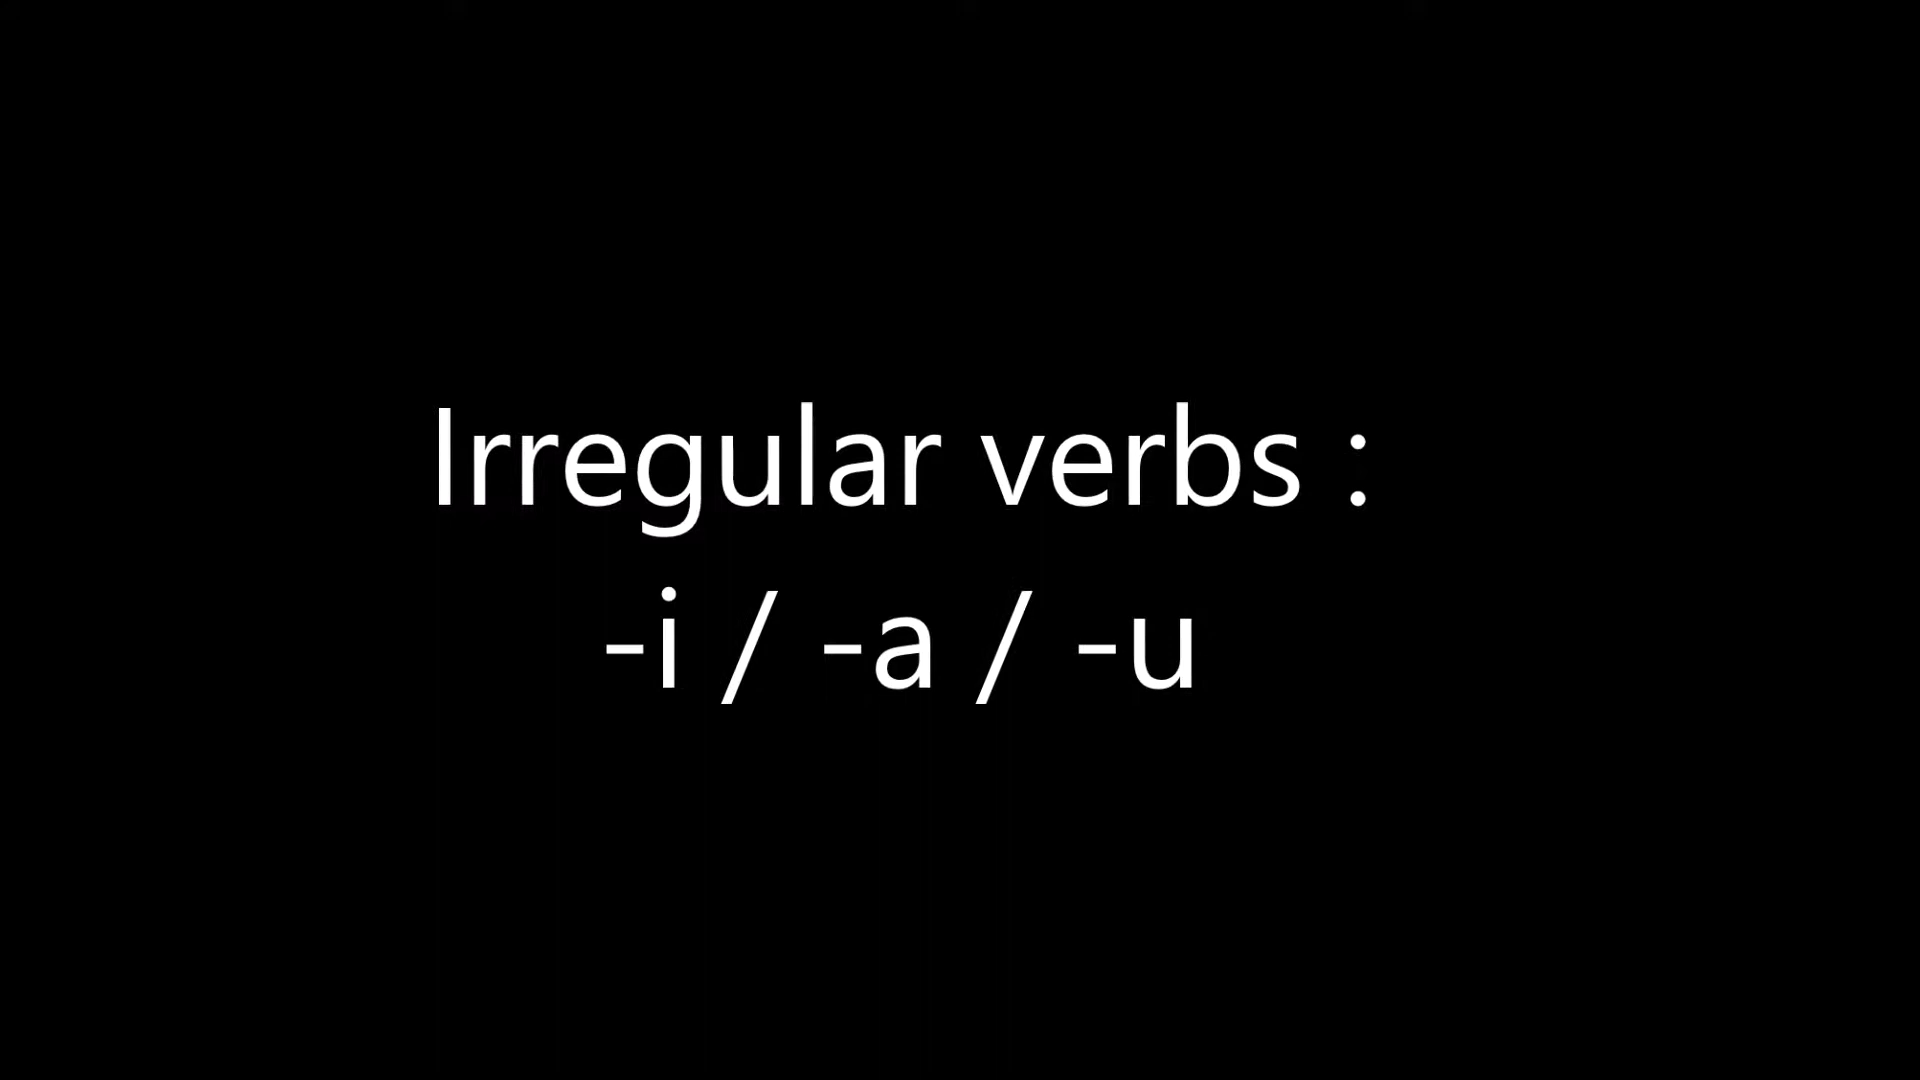 Irregular verbs :
-i / -a / -u